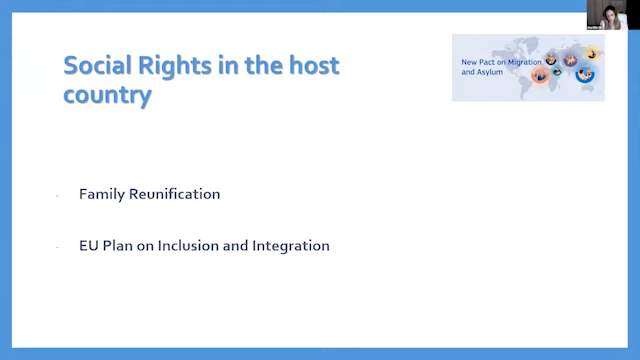 Social Rights in the host
country
New Pact on Migration
and Asylum
- Family Reunification
- EU Plan on Inclusion and Integration